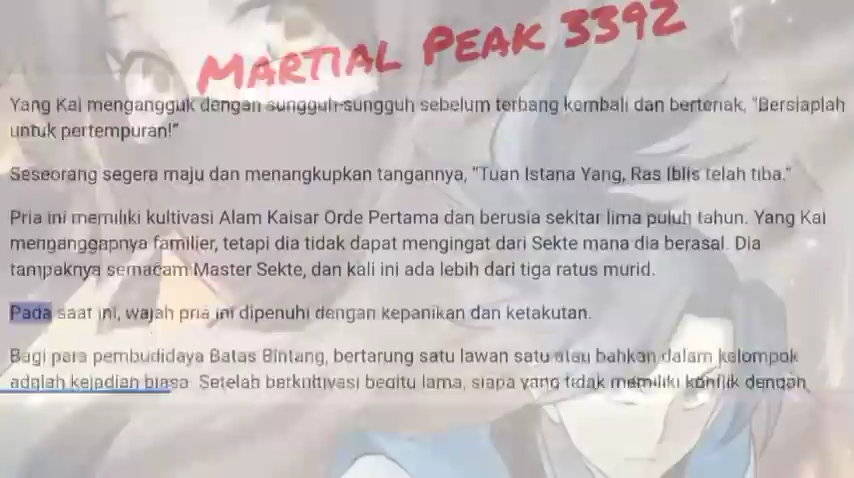 MARTIAL PEAK 3392
Yang Kai mengangguk dengan sungguh-sungguh sebelum terbang kembali dan berteriak, "Bersiaplah
untuk pertempuran!"
Seseorang segera maju dan menangkupkan tangannya, "Tuan Istana Yang, Ras Iblis telah tiba."
Pria ini memiliki kultivasi Alam Kaisar Orde Pertama dan berusia sekitar lima puluh tahun. Yang Kai
menganggapnya familier, tetapi dia tidak dapat mengingat dari Sekte mana dia berasal. Dia
tampaknya semacam Master Sekte, dan kali ini ada lebih dari tiga ratus murid.
Pada saat ini, wajah pria ini dipenuhi dengan kepanikan dan ketakutan.
Bagi para pembudidaya Batas Bintang, bertarung satu lawan satu atau bahkan dalam kelompok
adalah kejadian biasa. Setelah berkultivasi begitu lama, siapa yang tidak memiliki konflik dengan